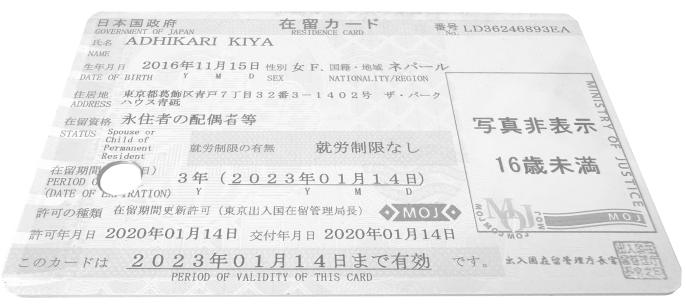 日本国政府 在留カード 番号 LD36246893EA
GOVERNMENT OF JAPAN RESIDENCE CARD No.
氏名 ADHIKARI KIYA
NAME
生年月日 2016年11月15日 性別 女 F. 国籍・地域 ネパール
DATE OF BIRTH Y M D SEX NATIONALITY/REGION
住居地 東京都葛飾区青戸7丁目32番3-1402号 ザ・パーク
ADDRESS ハウス青砥
在留資格 永住者の配偶者等
STATUS Spouse or
Child of
Permanent
Resident
就労制限の有無 就労制限なし
在留期間 日)
3年(2023年01月14日)
PERIOD O
(DATE OF EX RATION) Y Y M D
許可の種類 在留期間更新許可(東京出入国在留管理局長) MOJ
許可年月日 2020年01月14日 交付年月日 2020年01月14日
このカードは 2023年01月14日まで有効 です。
PERIOD OF VALIDITY OF THIS CARD
写真非表示
16歳未満
MINISTRY OF JUSTICE
MOJ
MOJ
出入国在留管理庁長官